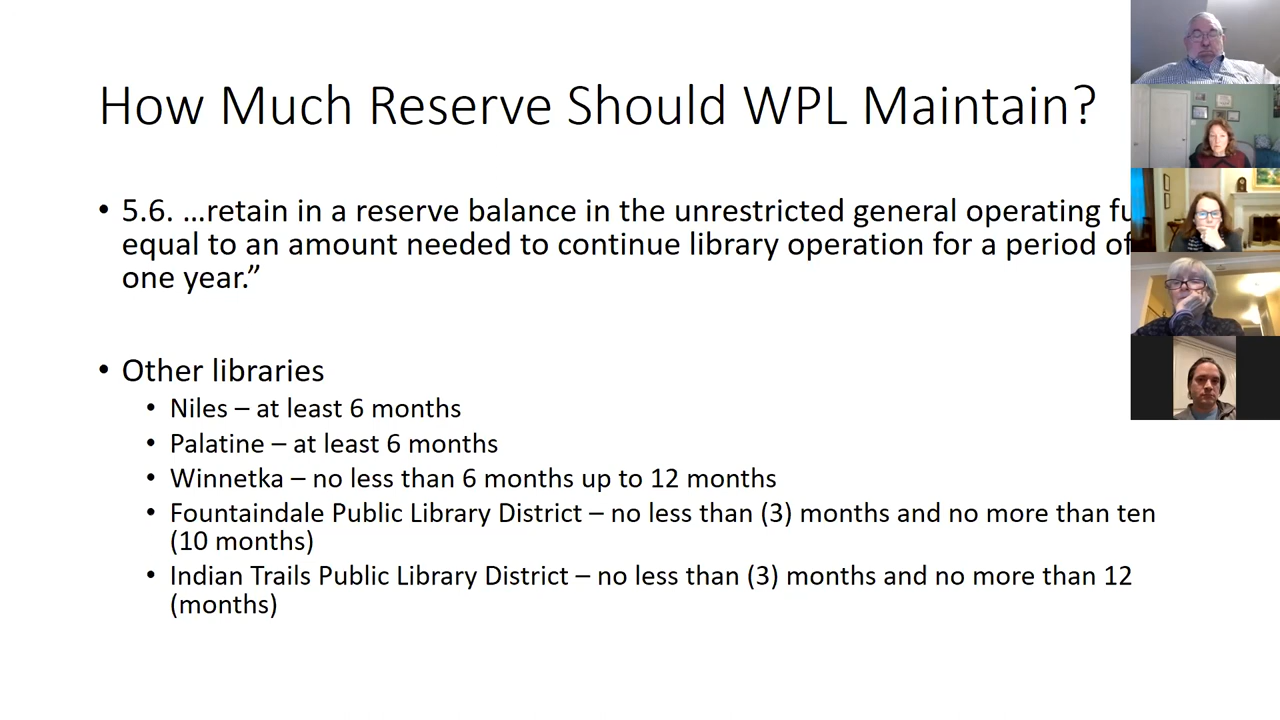 How Much Reserve Should WPL Maintain?
• 5.6. …retain in a reserve balance in the unrestricted general operating
equal to an amount needed to continue library operation for a period of
one year.”
• Other libraries
• Niles – at least 6 months
• Palatine – at least 6 months
• Winnetka – no less than 6 months up to 12 months
• Fountaindale Public Library District – no less than (3) months and no more than ten
(10 months)
• Indian Trails Public Library District – no less than (3) months and no more than 12
(months)